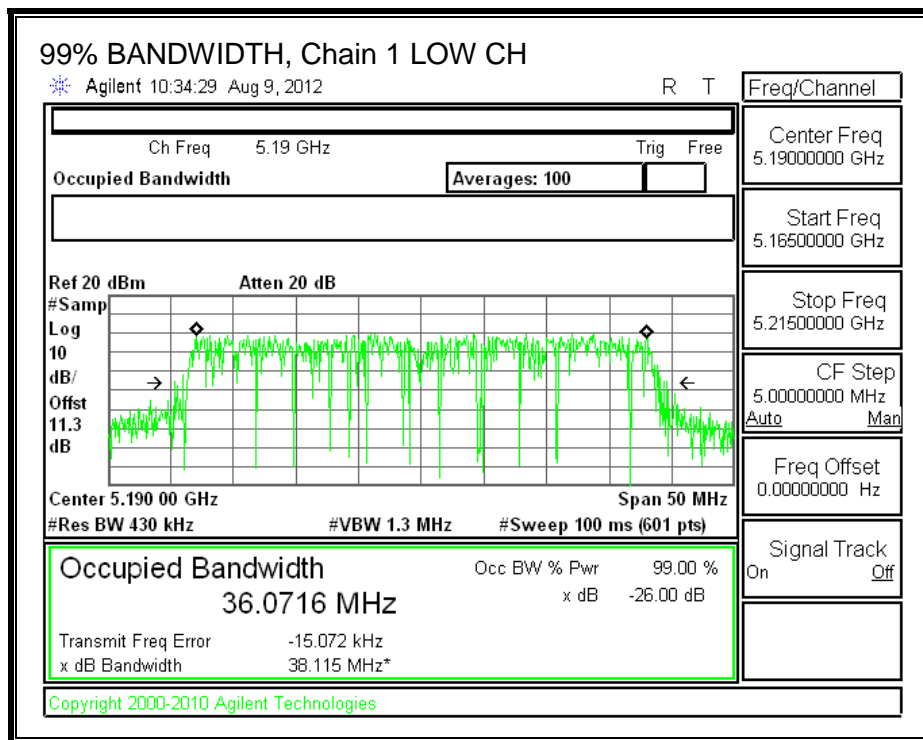 99% BANDWIDTH, Chain 1 LOW CH
Agilent 10:34:29 Aug 9, 2012 R T
Ch Freq 5.19 GHz Trig Free
Occupied Bandwidth Averages: 100
Ref 20 dBm Atten 20 dB
#Samp
Log
10
dB/
Offst
11.3
dB
Center 5.190 00 GHz Span 50 MHz
#Res BW 430 kHz #VBW 1.3 MHz #Sweep 100 ms (601 pts)
Occupied Bandwidth Occ BW % Pwr 99.00 %
36.0716 MHz x dB -26.00 dB
Transmit Freq Error -15.072 kHz
x dB Bandwidth 38.115 MHz*
Copyright 2000-2010 Agilent Technologies
Freq/Channel
Center Freq
5.19000000 GHz
Start Freq
5.16500000 GHz
Stop Freq
5.21500000 GHz
CF Step
5.00000000 MHz
Auto Man
Freq Offset
0.00000000 Hz
Signal Track
On Off